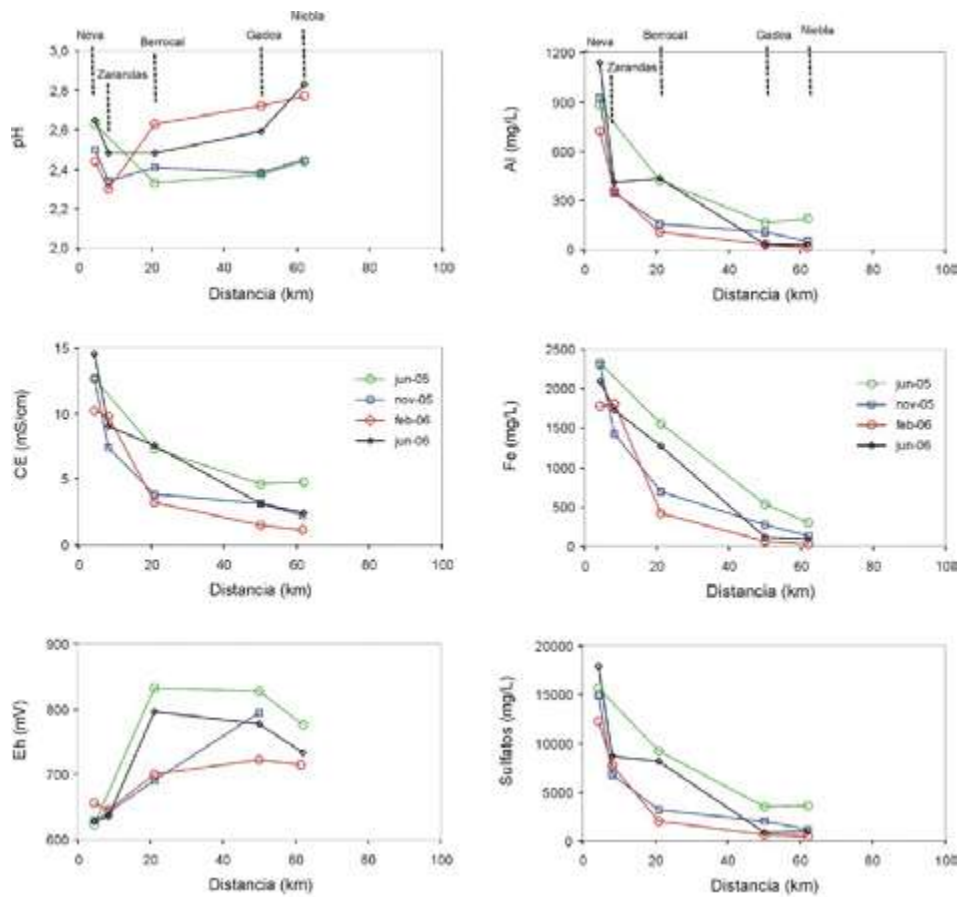 Niebla
Nova
Berrocal
Gadea
Zarandas
3,0
2,8
2,6
2,4
2,2
2,0
pH
0
20
40
60
80
100
Distancia (km)
Niebla
Nova
Berrocal
Gadea
Zarandas
1200
900
600
300
0
Al (mg/L)
0
20
40
60
80
100
Distancia (km)
15
10
5
0
CE (mS/cm)
jun-05
nov-05
feb-06
jun-06
0
20
40
60
80
100
Distancia (km)
2500
2000
1500
1000
500
0
Fe (mg/L)
jun-05
nov-05
feb-06
jun-06
0
20
40
60
80
100
Distancia (km)
900
800
700
600
Eh (mV)
0
20
40
60
80
100
Distancia (km)
20000
15000
10000
5000
0
Sulfatos (mg/L)
0
20
40
60
80
100
Distancia (km)